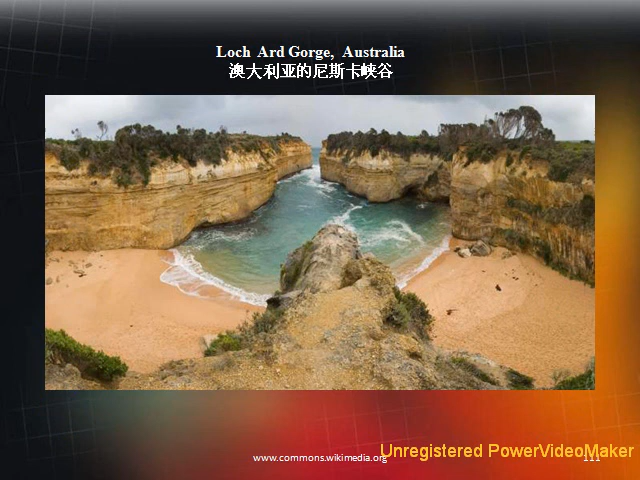 Loch Ard Gorge, Australia
澳大利亚的尼斯卡峡谷
www.commons.wikimedia.org
Unregistered PowerVideoMaker
111